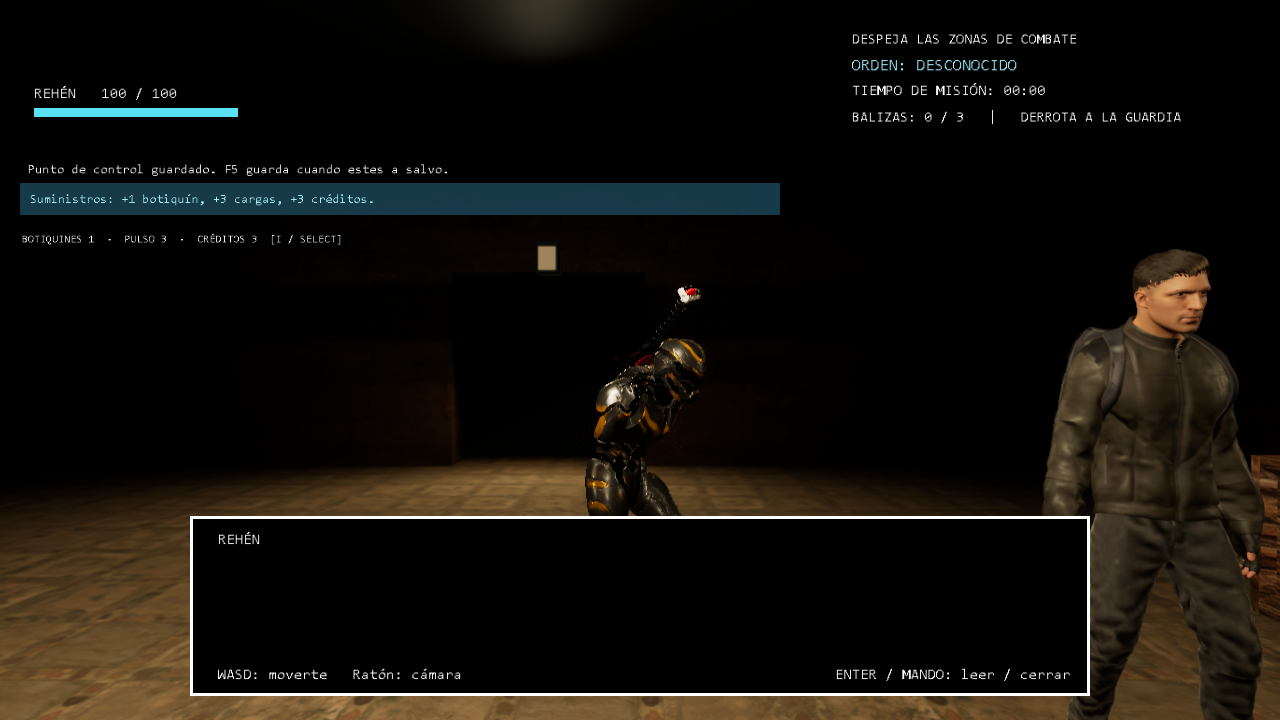 DESPEJA LAS ZONAS DE COMBATE
ORDEN: DESCONOCIDO
REHÉN 100 / 100
TIEMPO DE MISIÓN: 00:00
BALIZAS: 0 / 3 | DERROTA A LA GUARDIA
Punto de control guardado. F5 guarda cuando estes a salvo.
Suministros: +1 botiquín, +3 cargas, +3 créditos.
BOTIQUINES 1 · PULSO 3 · CRÉDITOS 3 [I / SELECT]
REHÉN
WASD: moverte Ratón: cámara
ENTER / MANDO: leer / cerrar